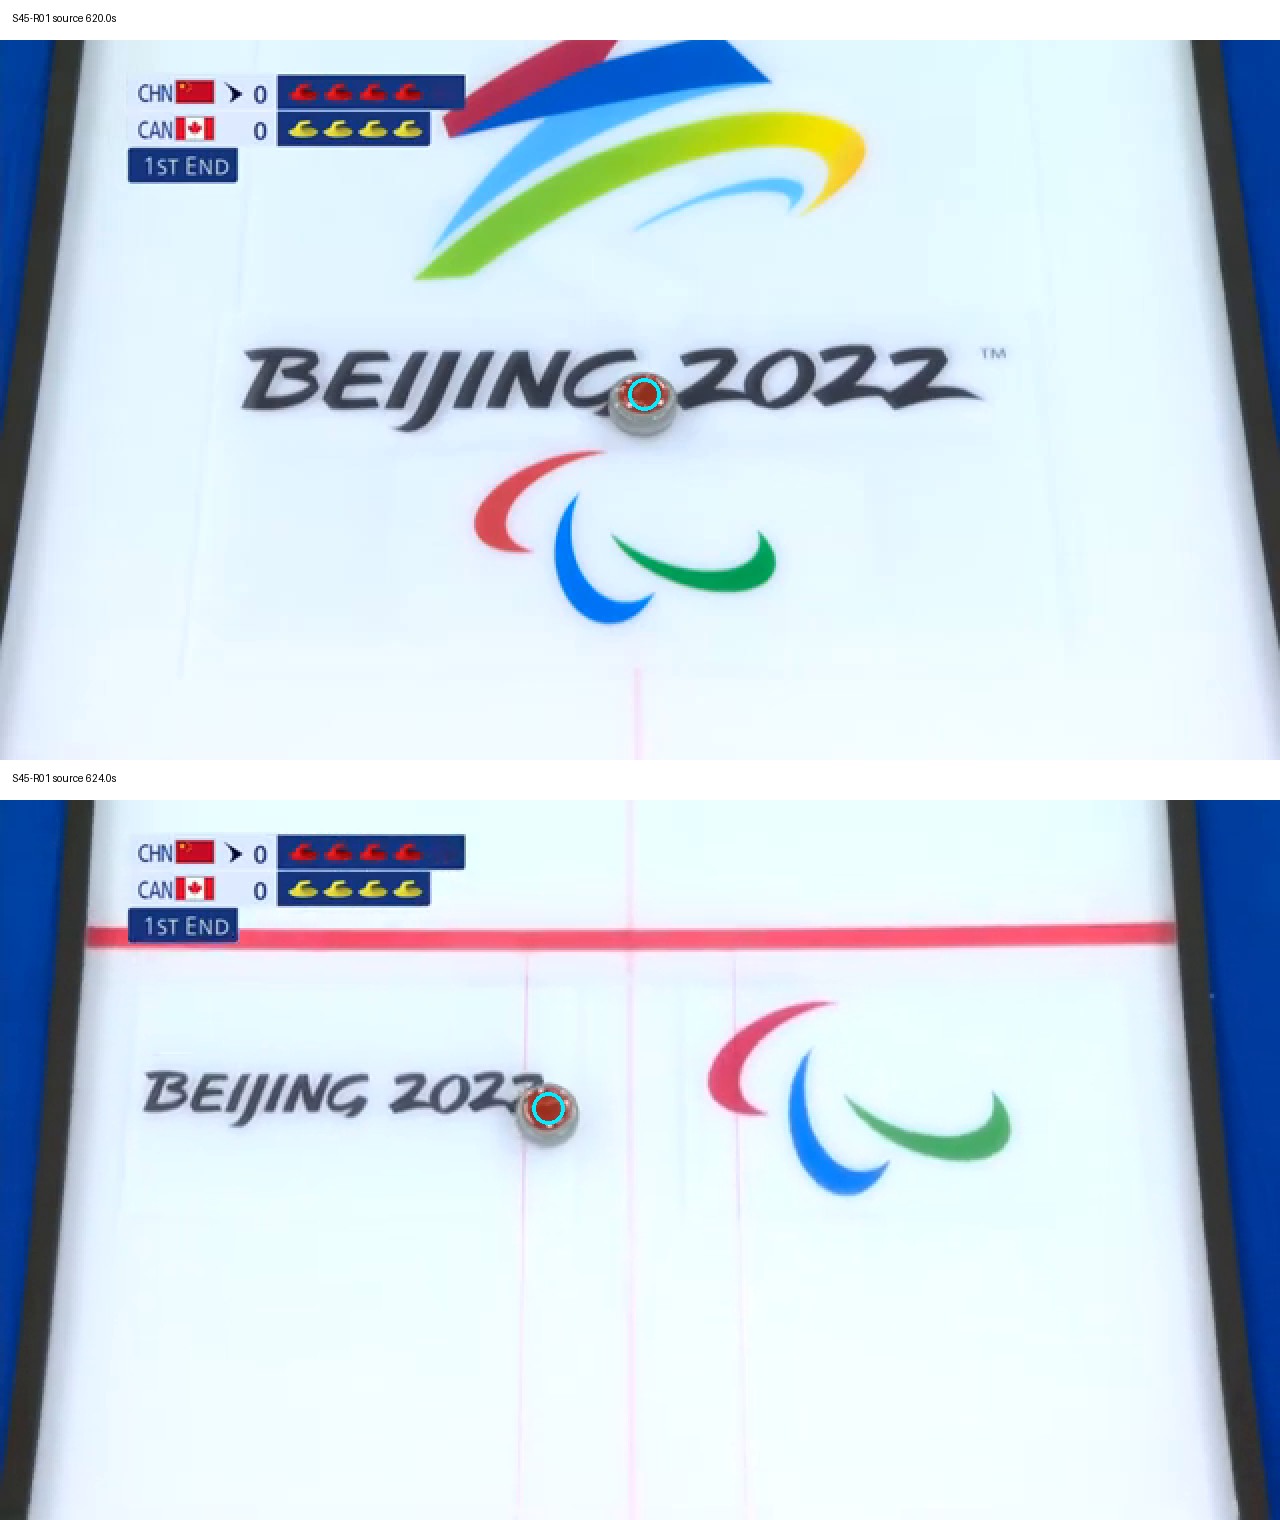 S45-R01 source 620.0s
CHN 0
CAN 0
1ST END
BEIJING 2022 ™
S45-R01 source 624.0s
CHN 0
CAN 0
1ST END
BEIJING 2022